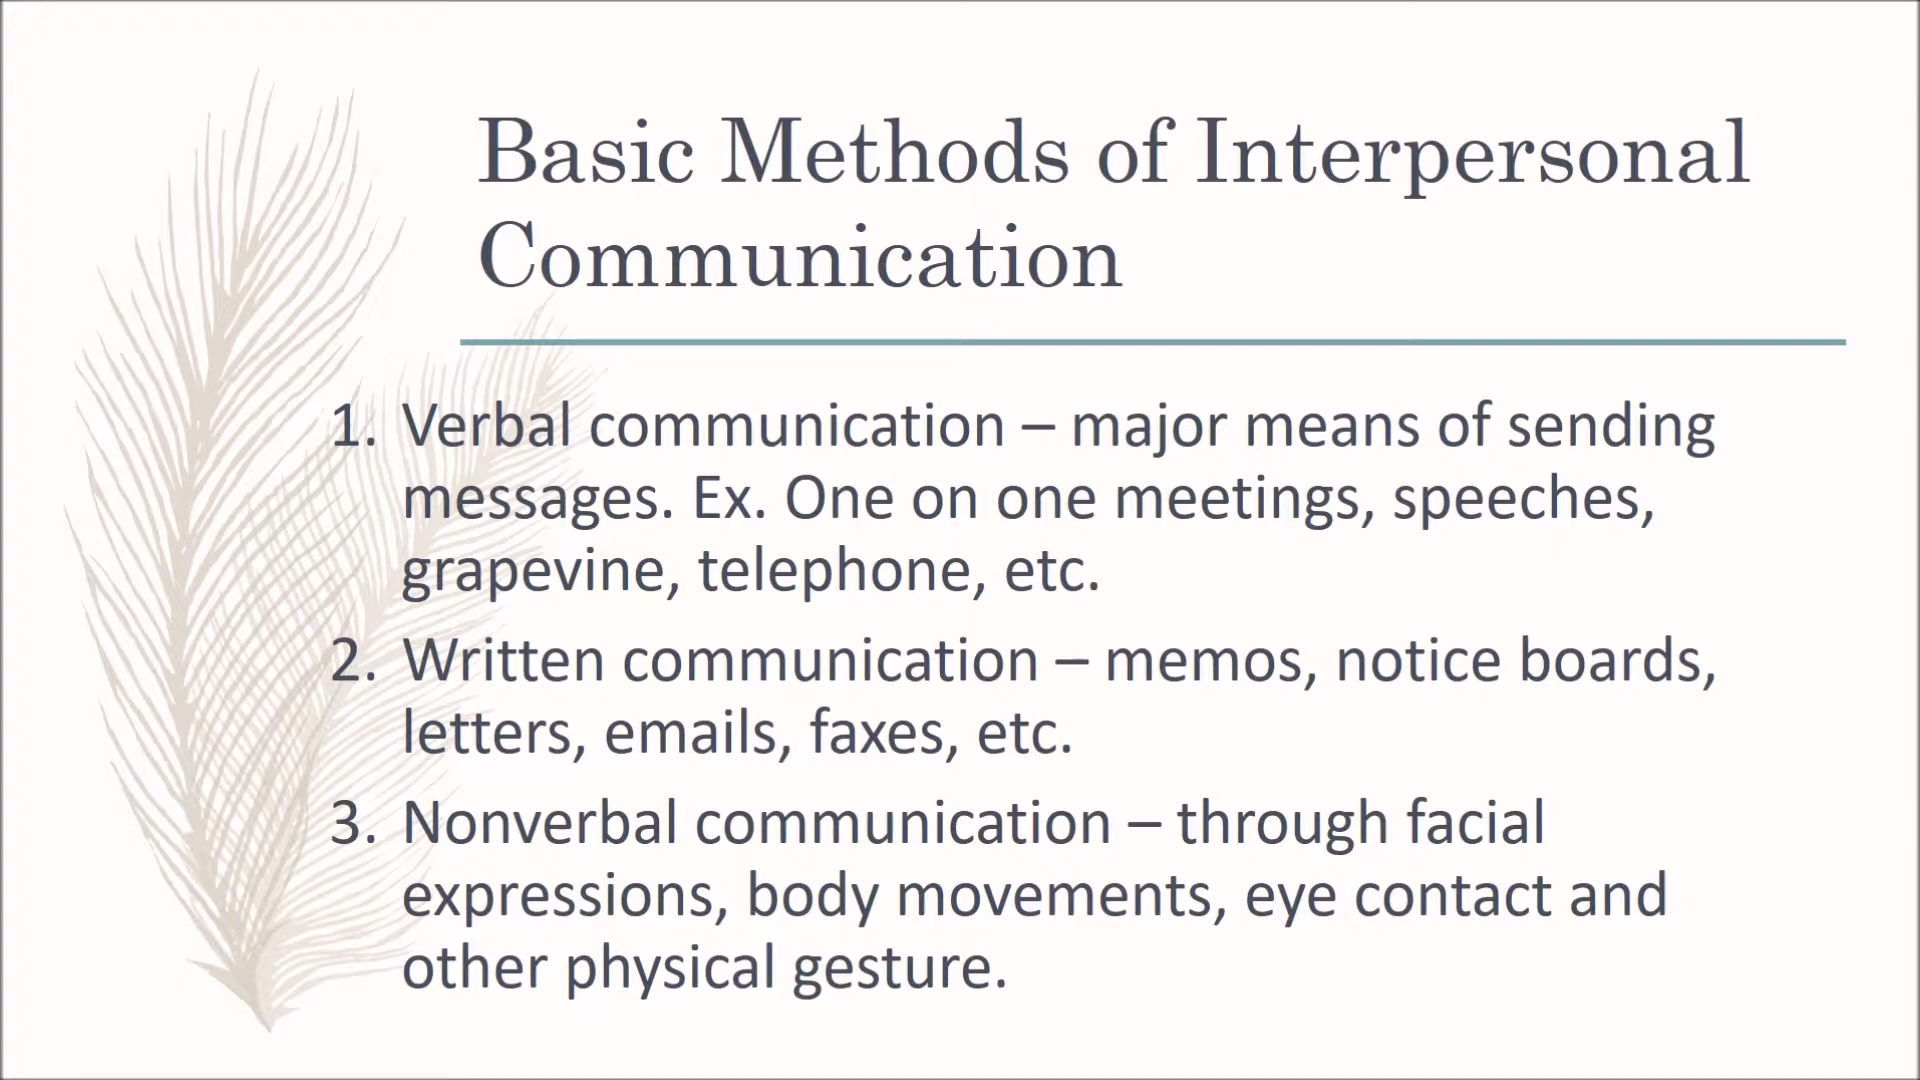 Basic Methods of Interpersonal
Communication
1. Verbal communication – major means of sending
messages. Ex. One on one meetings, speeches,
grapevine, telephone, etc.
2. Written communication – memos, notice boards,
letters, emails, faxes, etc.
3. Nonverbal communication – through facial
expressions, body movements, eye contact and
other physical gesture.